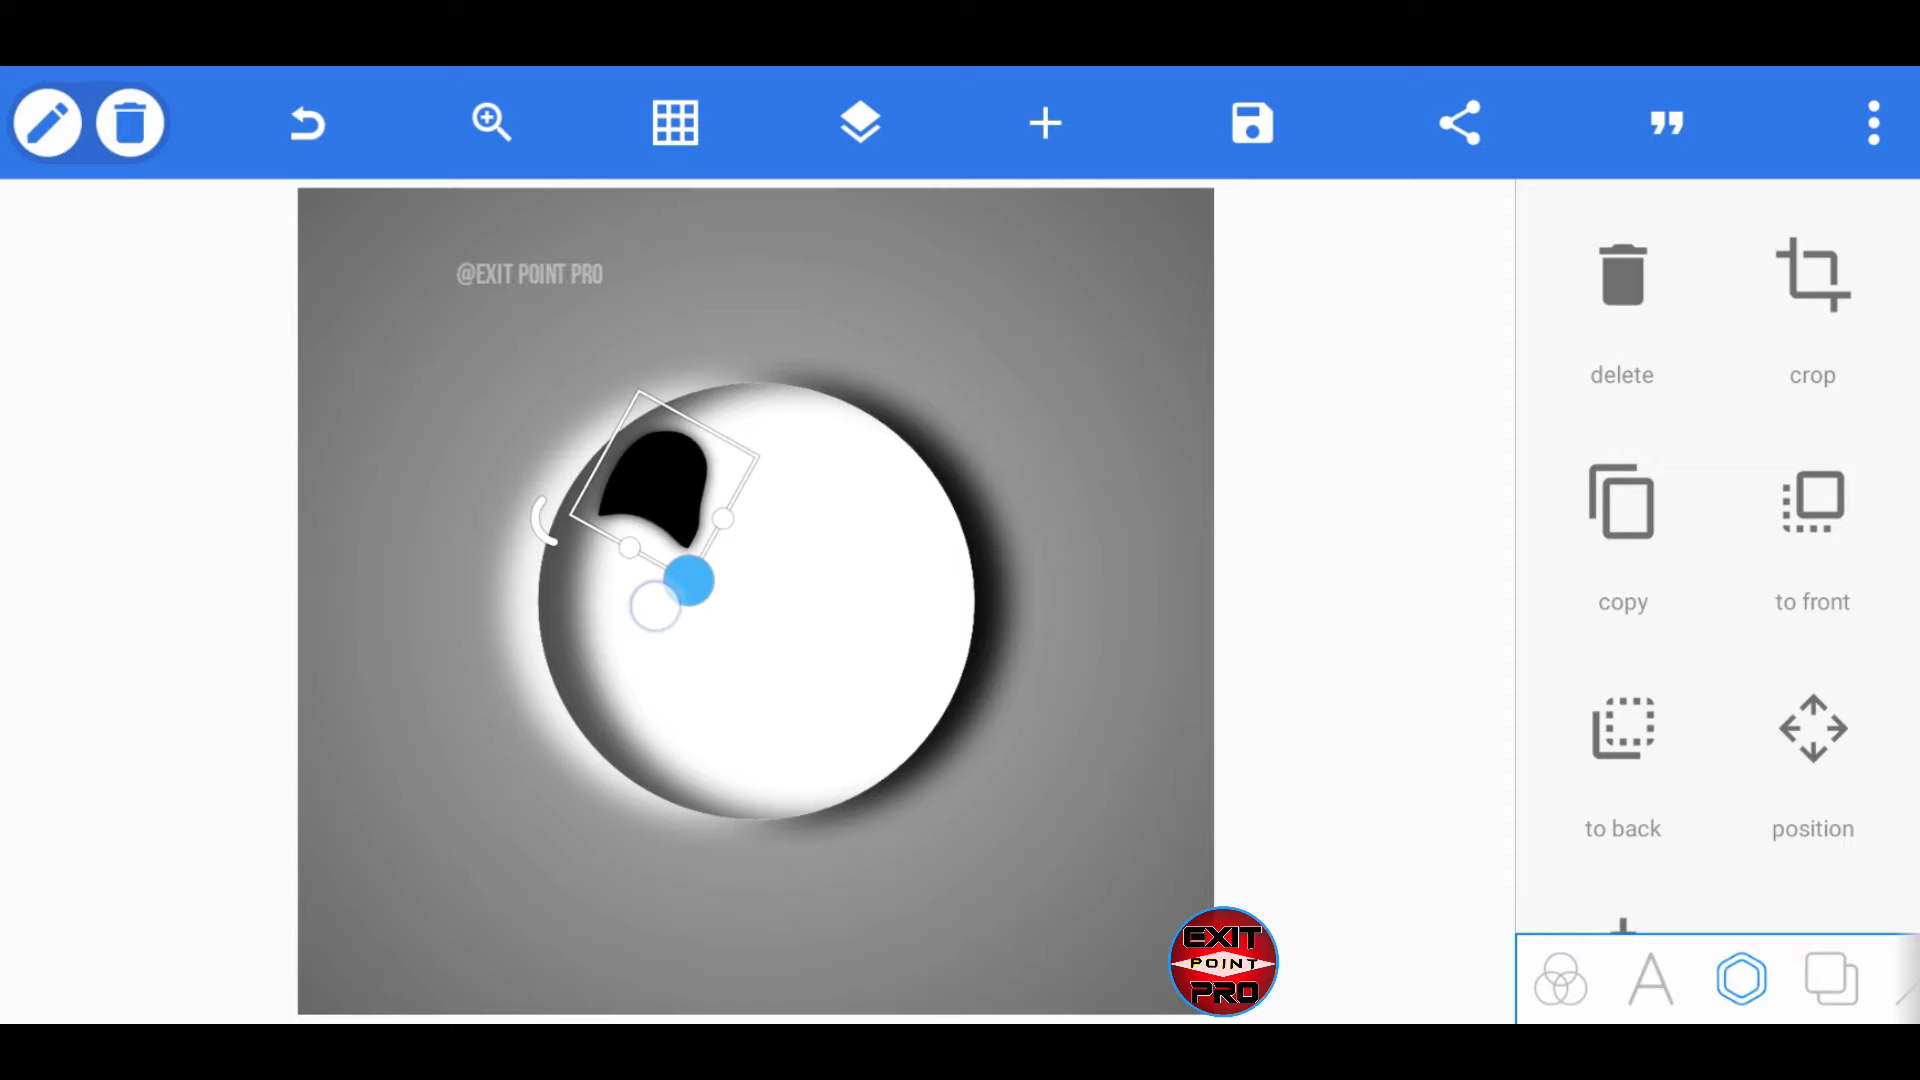 @EXIT POINT PRO
delete
crop
copy
to front
to back
position
EXIT
POINT
PRO